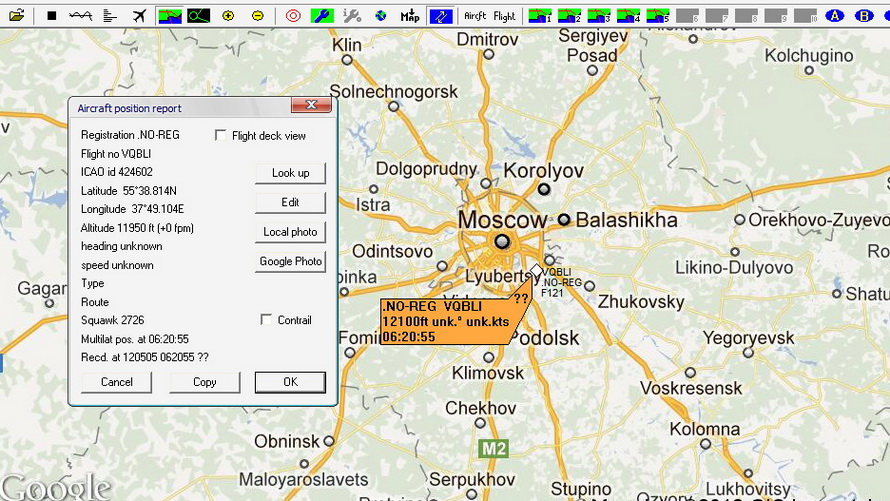 MAP
Aircft
Flight
1
2
3
4
5
6
7
8
9
10
A
B
Klin
Dmitrov
Sergiyev
Posad
Kolchugino
Solnechnogorsk
Aircraft position report
Registration .NO-REG
Flight deck view
Flight no VQBLI
ICAO id 424602
Look up
Latitude 55°38.814N
Edit
Longitude 37°49.104E
Altitude 11950 ft (+0 fpm)
Local photo
heading unknown
speed unknown
Google Photo
Type
Route
Squawk 2726
Contrail
Multilat pos. at 06:20:55
Recd. at 120505 062055 ??
Cancel
Copy
OK
Dolgoprudny
Korolyov
Istra
Moscow
Balashikha
Orekhovo-Zuyevo
Odintsovo
Likino-Dulyovo
Lyubertsy
VQBLI
.NO-REG
F121
Gagar
Shatu
Zhukovsky
.NO-REG VQBLI ??
12100ft unk.° unk.kts
06:20:55
Podolsk
Yegoryevsk
Fomi
Klimovsk
Voskresensk
Chekhov
Kolomna
Obninsk
M2
Maloyaroslavets
Serpukhov
Stupino
Lukhovitsy
Google